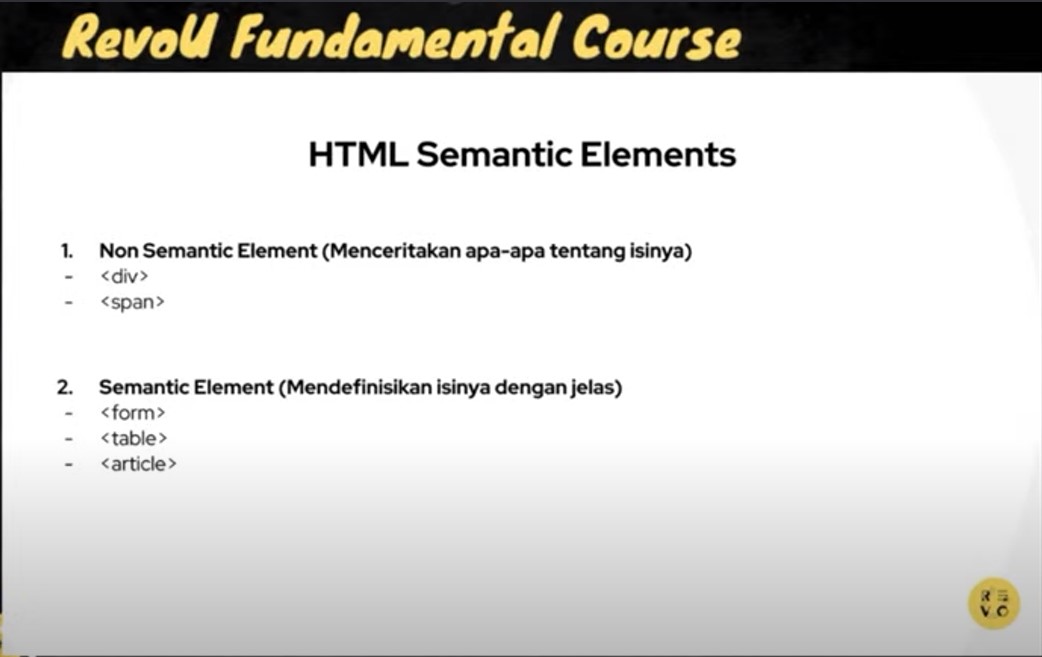 RevoU Fundamental Course
HTML Semantic Elements
1. Non Semantic Element (Menceritakan apa-apa tentang isinya)
- <div>
- <span>
2. Semantic Element (Mendefinisikan isinya dengan jelas)
- <form>
- <table>
- <article>